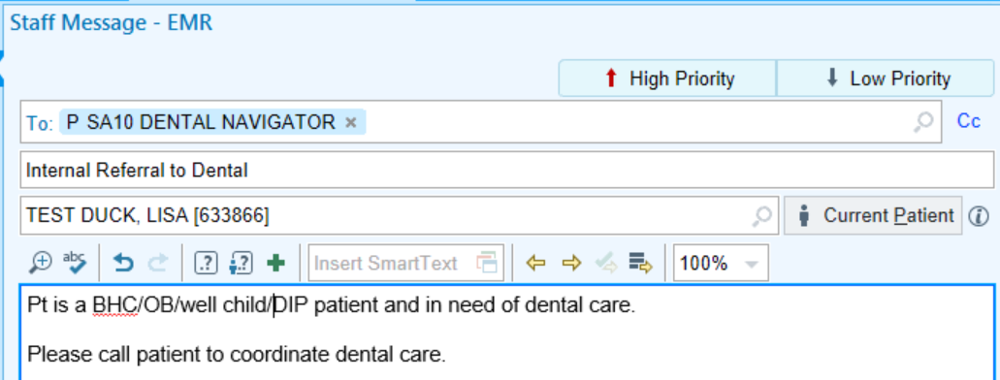 Staff Message - EMR
High Priority
Low Priority
To: P SA10 DENTAL NAVIGATOR ×
Cc
Internal Referral to Dental
TEST DUCK, LISA [633866]
Current Patient
abc
Insert SmartText
100%
Pt is a BHC/OB/well child/DIP patient and in need of dental care.
Please call patient to coordinate dental care.